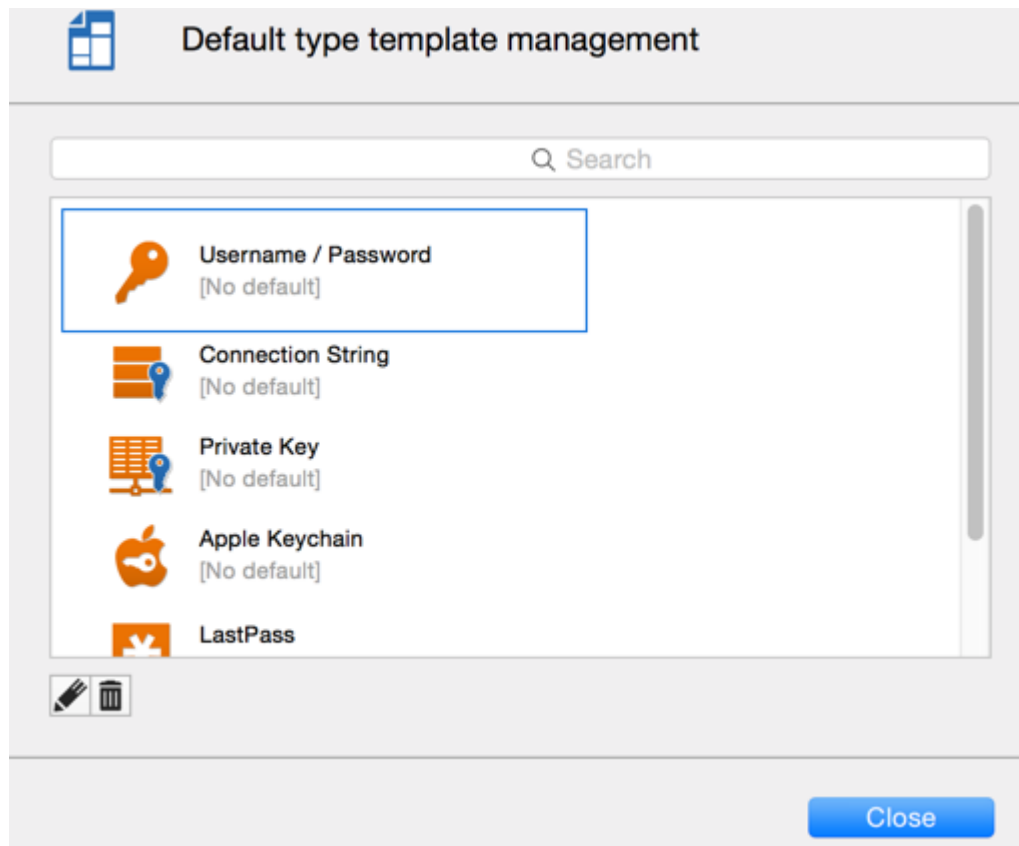 Default type template management
Search
Username / Password
[No default]
Connection String
[No default]
Private Key
[No default]
Apple Keychain
[No default]
LastPass
Close